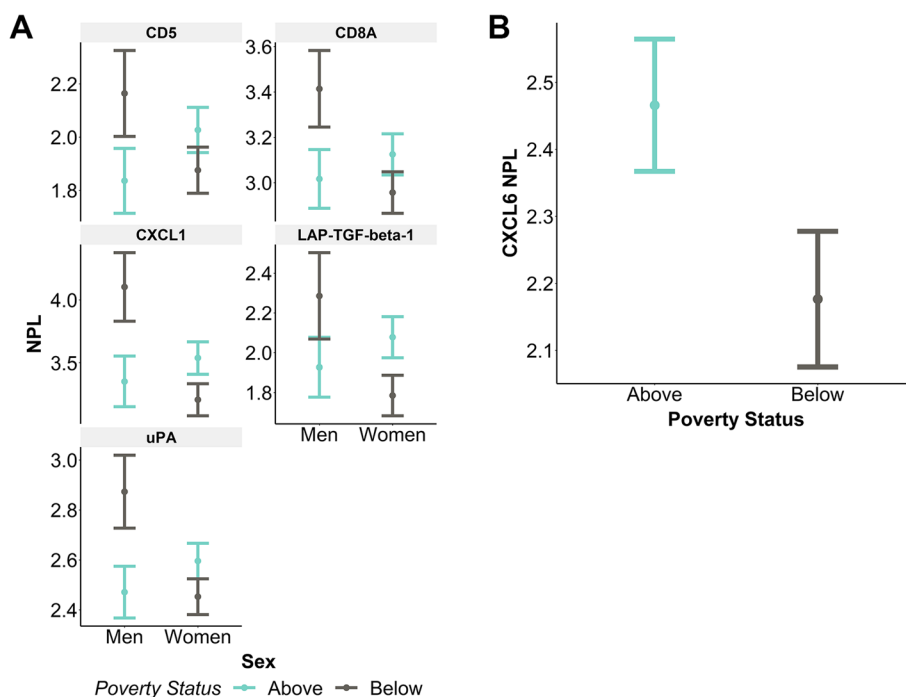 A
B
CD5
CD8A
2.2
2.0
1.8
3.6
3.4
3.2
3.0
CXCL1
LAP-TGF-beta-1
4.0
3.5
2.4
2.2
2.0
1.8
Men Women
uPA
3.0
2.8
2.6
2.4
Men Women
NPL
Sex
Poverty Status Above Below
CXCL6 NPL
2.5
2.4
2.3
2.2
2.1
Above Below
Poverty Status